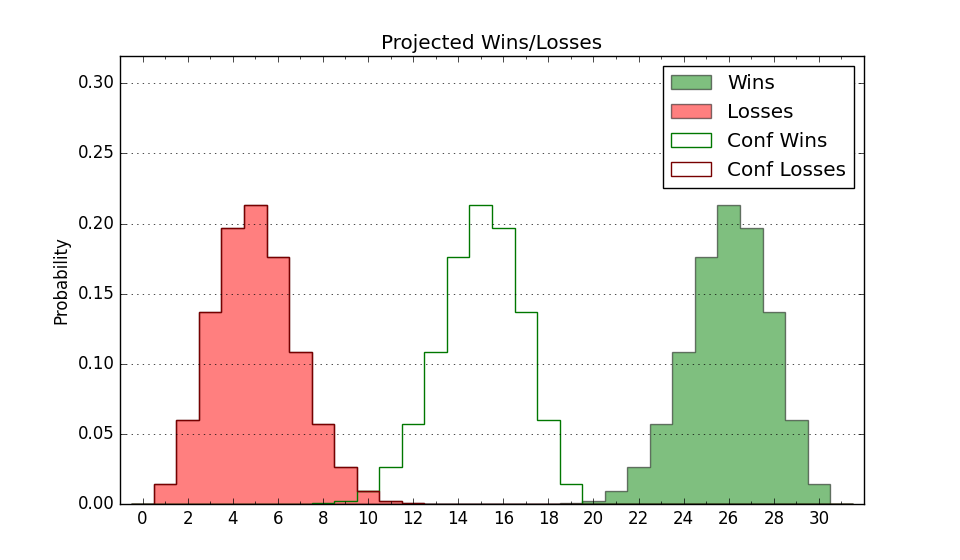 Projected Wins/Losses
Wins
Losses
Conf Wins
Conf Losses
Probability
0.30
0.25
0.20
0.15
0.10
0.05
0.00
0 2 4 6 8 10 12 14 16 18 20 22 24 26 28 30